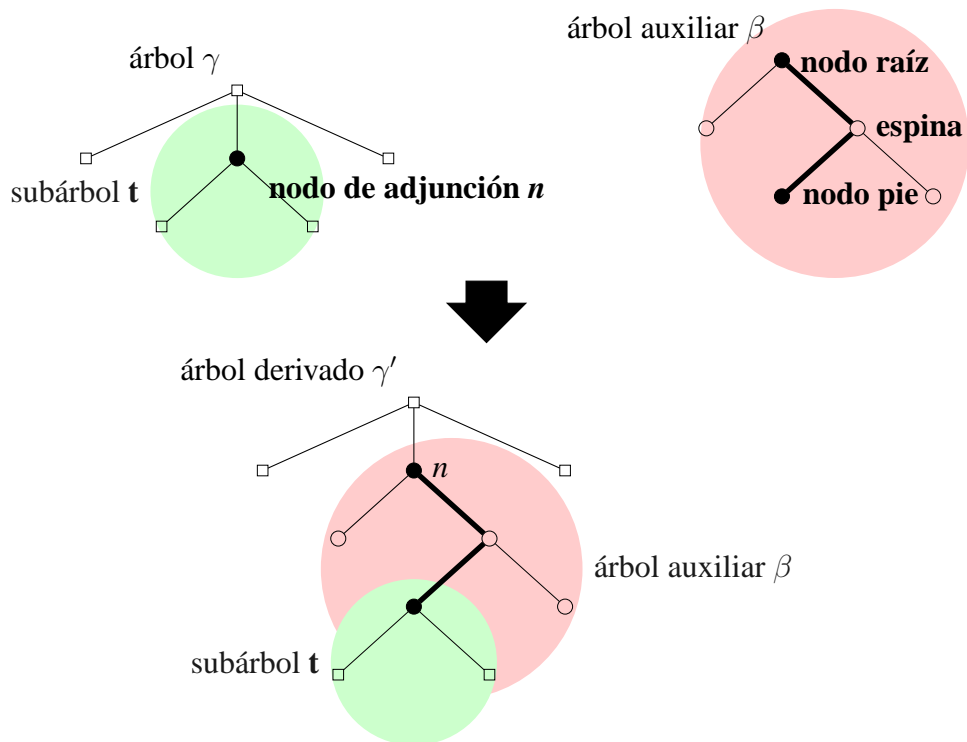 árbol γ
subárbol t
nodo de adjunción n
árbol auxiliar β
nodo raíz
espina
nodo pie
árbol derivado γ′
n
árbol auxiliar β
subárbol t